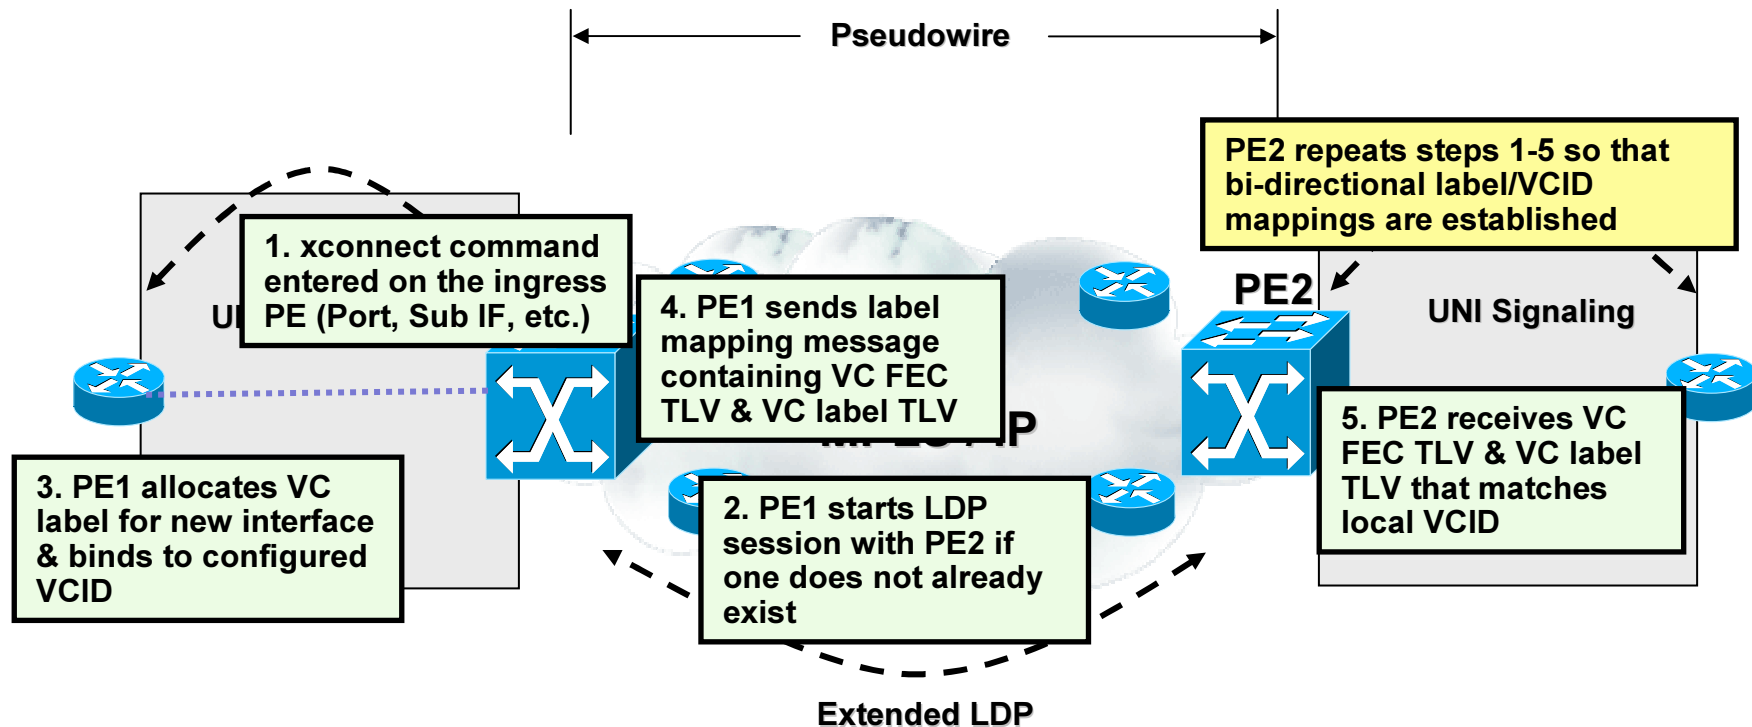 Pseudowire
PE2 repeats steps 1-5 so that
bi-directional label/VCID
mappings are established
1. xconnect command
entered on the ingress
PE (Port, Sub IF, etc.)
4. PE1 sends label
mapping message
containing VC FEC
TLV & VC label TLV
PE2
UNI Signaling
5. PE2 receives VC
FEC TLV & VC label
TLV that matches
local VCID
3. PE1 allocates VC
label for new interface
& binds to configured
VCID
2. PE1 starts LDP
session with PE2 if
one does not already
exist
Extended LDP